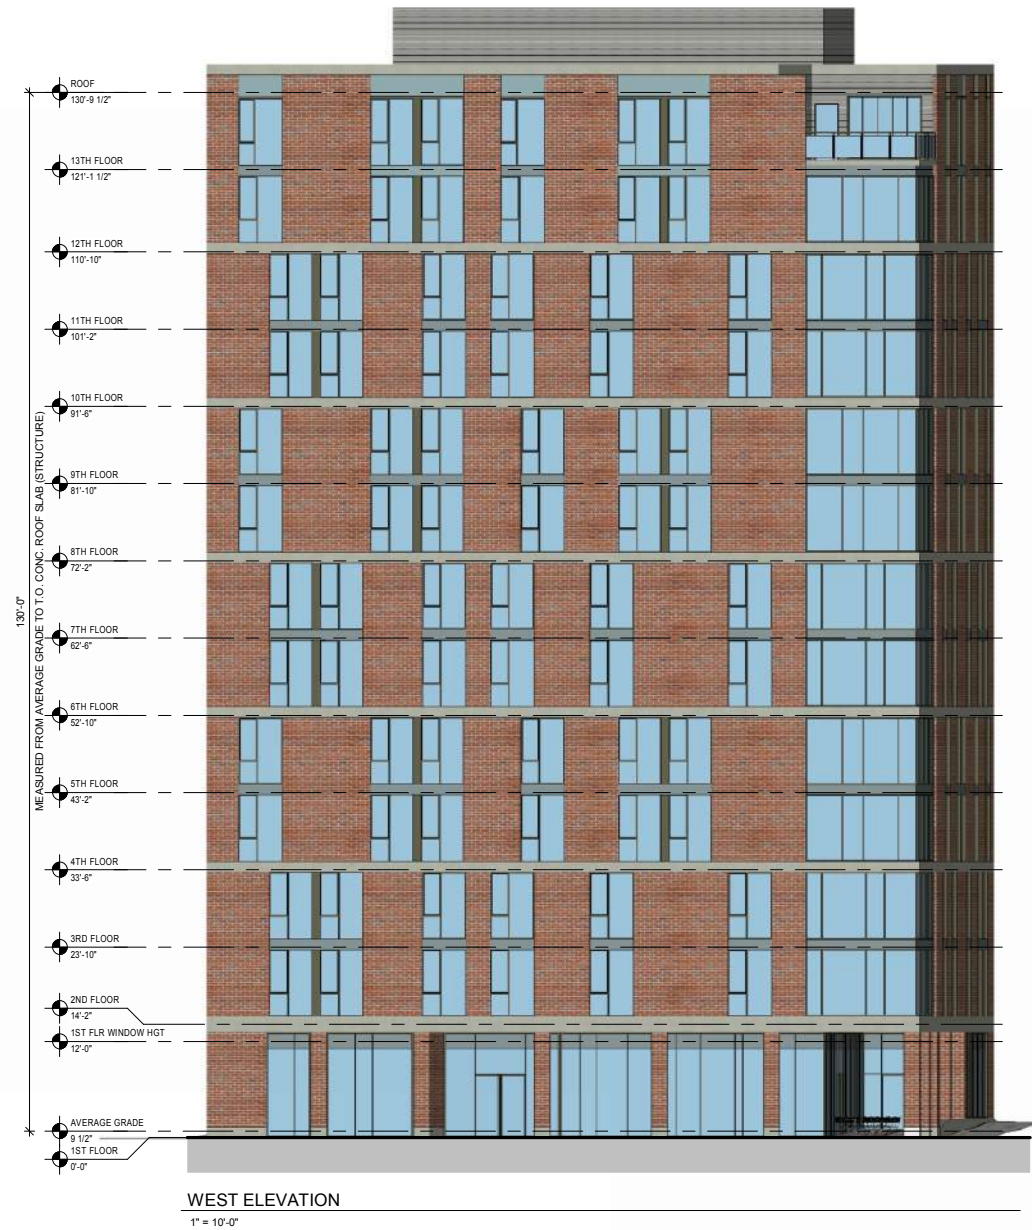 ROOF
130'-9 1/2"
13TH FLOOR
121'-1 1/2"
12TH FLOOR
110'-10"
11TH FLOOR
101'-2"
10TH FLOOR
91'-6"
9TH FLOOR
81'-10"
8TH FLOOR
72'-2"
7TH FLOOR
62'-6"
6TH FLOOR
52'-10"
5TH FLOOR
43'-2"
4TH FLOOR
33'-6"
3RD FLOOR
23'-10"
2ND FLOOR
14'-2"
1ST FLR WINDOW HGT
12'-0"
AVERAGE GRADE
9 1/2"
1ST FLOOR
0'-0"
130'-0"
MEASURED FROM AVERAGE GRADE TO T.O. CONC. ROOF SLAB (STRUCTURE)
WEST ELEVATION
1" = 10'-0"